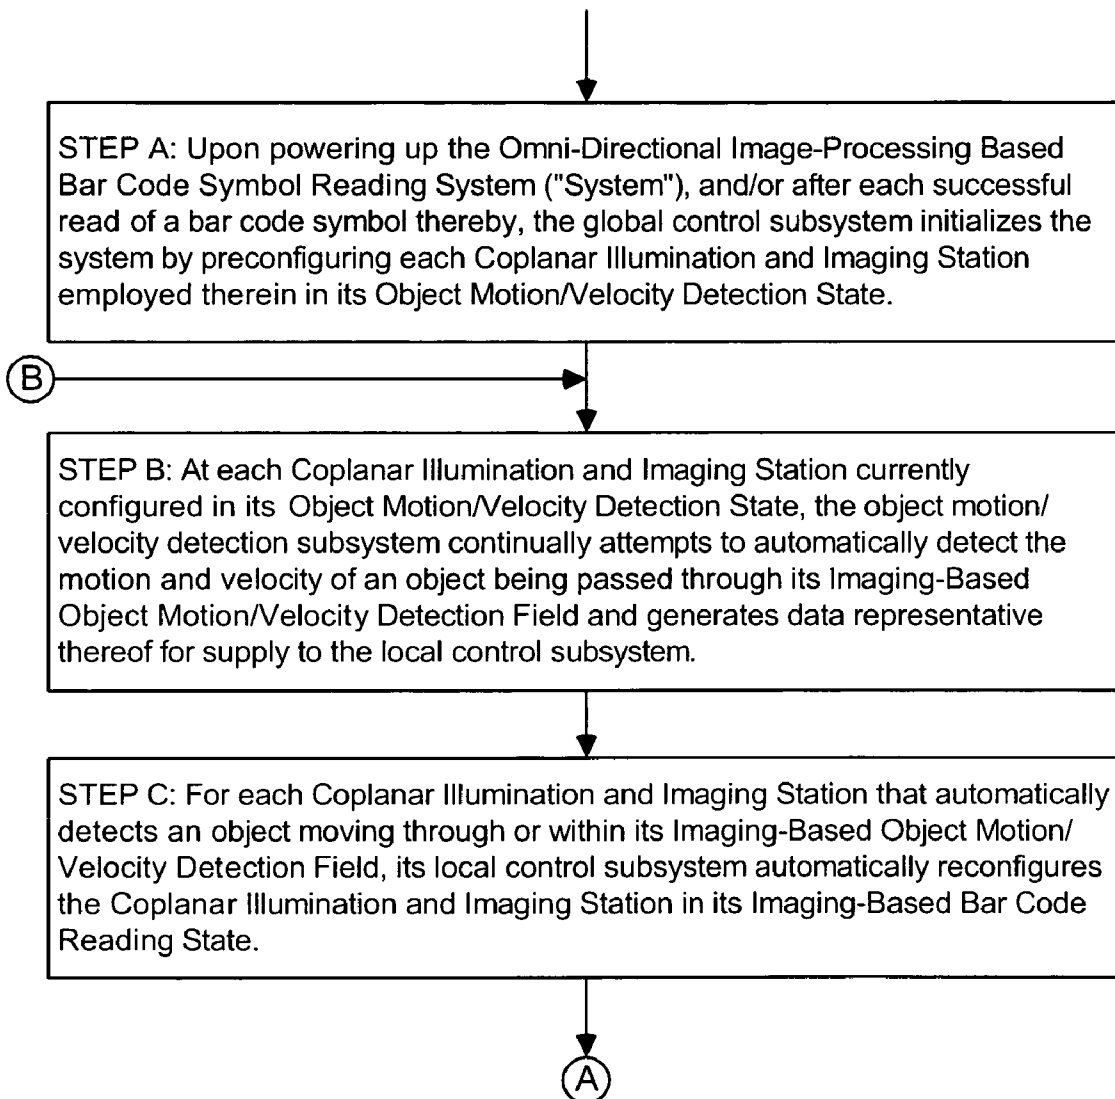 STEP A: Upon powering up the Omni-Directional Image-Processing Based
Bar Code Symbol Reading System ("System"), and/or after each successful
read of a bar code symbol thereby, the global control subsystem initializes the
system by preconfiguring each Coplanar Illumination and Imaging Station
employed therein in its Object Motion/Velocity Detection State.
B
STEP B: At each Coplanar Illumination and Imaging Station currently
configured in its Object Motion/Velocity Detection State, the object motion/
velocity detection subsystem continually attempts to automatically detect the
motion and velocity of an object being passed through its Imaging-Based
Object Motion/Velocity Detection Field and generates data representative
thereof for supply to the local control subsystem.
STEP C: For each Coplanar Illumination and Imaging Station that automatically
detects an object moving through or within its Imaging-Based Object Motion/
Velocity Detection Field, its local control subsystem automatically reconfigures
the Coplanar Illumination and Imaging Station in its Imaging-Based Bar Code
Reading State.
A